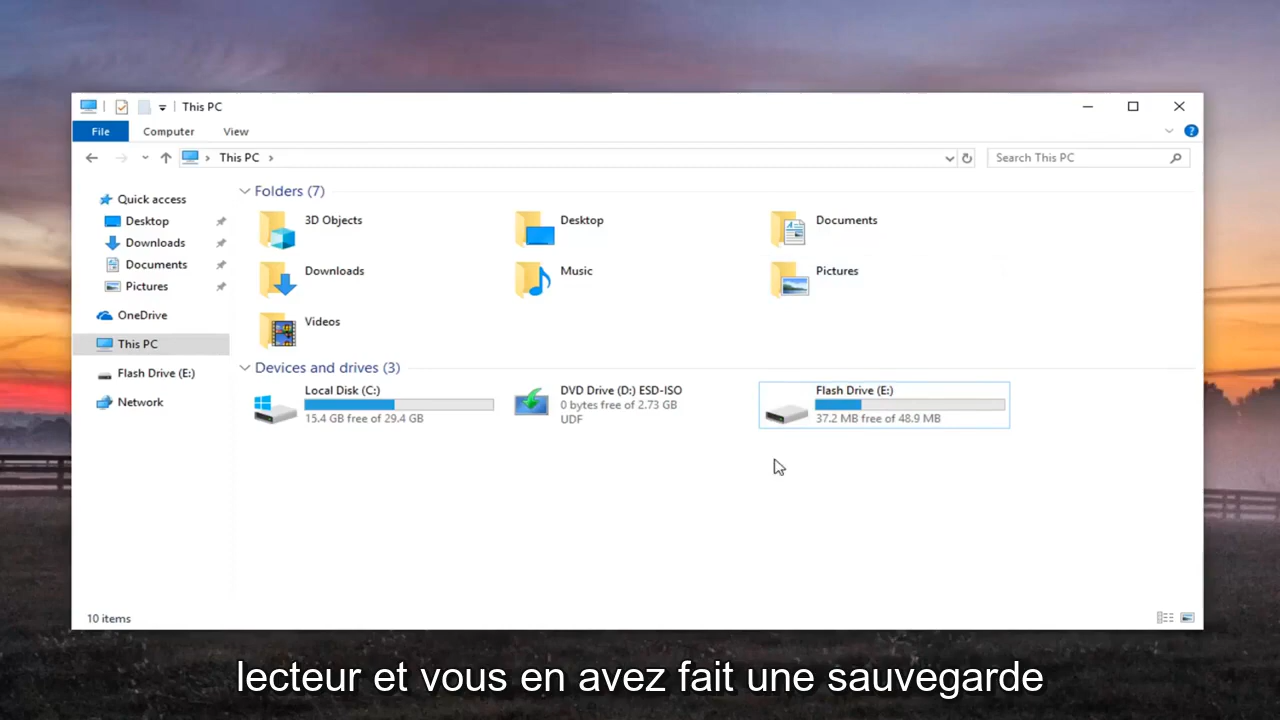 This PC
File
Computer
View
This PC
Search This PC
Quick access
Desktop
Downloads
Documents
Pictures
OneDrive
This PC
Flash Drive (E:)
Network
Folders (7)
3D Objects
Desktop
Documents
Downloads
Music
Pictures
Videos
Devices and drives (3)
Local Disk (C:)
15.4 GB free of 29.4 GB
DVD Drive (D:) ESD-ISO
0 bytes free of 2.73 GB
UDF
Flash Drive (E:)
37.2 MB free of 48.9 MB
10 items
lecteur et vous en avez fait une sauvegarde